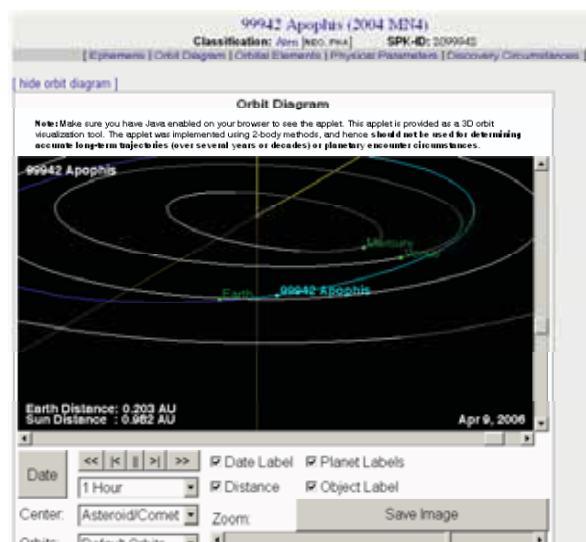 99942 Apophis (2004 MN4)
Classification: Aten [NEO, PHA] SPK-ID: 2099942
[ Ephemeris | Orbit Diagram | Orbital Elements | Physical Parameters | Discovery Circumstances ]
[ hide orbit diagram ]
Orbit Diagram
Note: Make sure you have Java enabled on your browser to see the applet. This applet is provided as a 3D orbit
visualization tool. The applet was implemented using 2-body methods, and hence should not be used for determining
accurate long-term trajectories (over several years or decades) or planetary encounter circumstances.
99942 Apophis
Mercury
Venus
Earth 99942 Apophis
Earth Distance: 0.203 AU
Sun Distance : 0.982 AU Apr 9, 2006
Date << |< || >| >> Date Label Planet Labels
1 Hour Distance Object Label
Center: Asteroid/Comet Zoom: Save Image
Orbits: Default Orbits